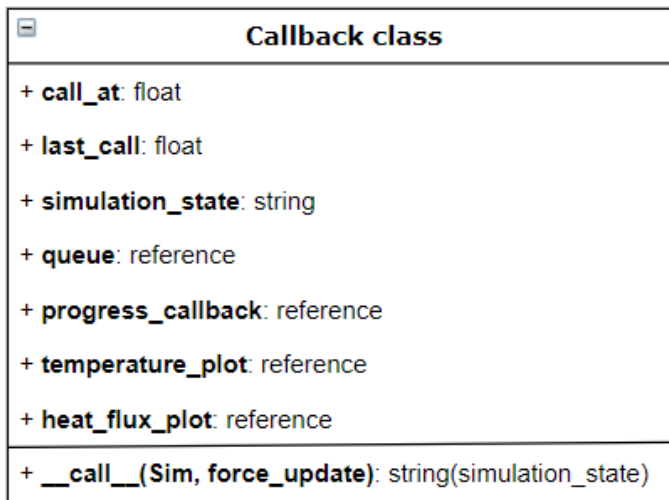 Callback class
+ call_at: float
+ last_call: float
+ simulation_state: string
+ queue: reference
+ progress_callback: reference
+ temperature_plot: reference
+ heat_flux_plot: reference
+ __call__(Sim, force_update): string(simulation_state)